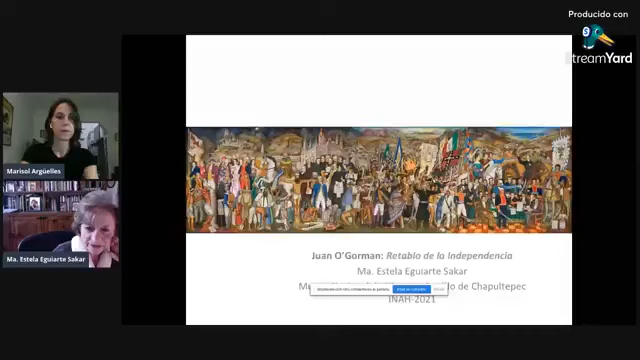 Producido con
StreamYard
Marisol Argüelles
Ma. Estela Eguiarte Sakar
Juan O'Gorman: Retablo de la Independencia
Ma. Estela Eguiarte Sakar
de Chapultepec
INAH-2021